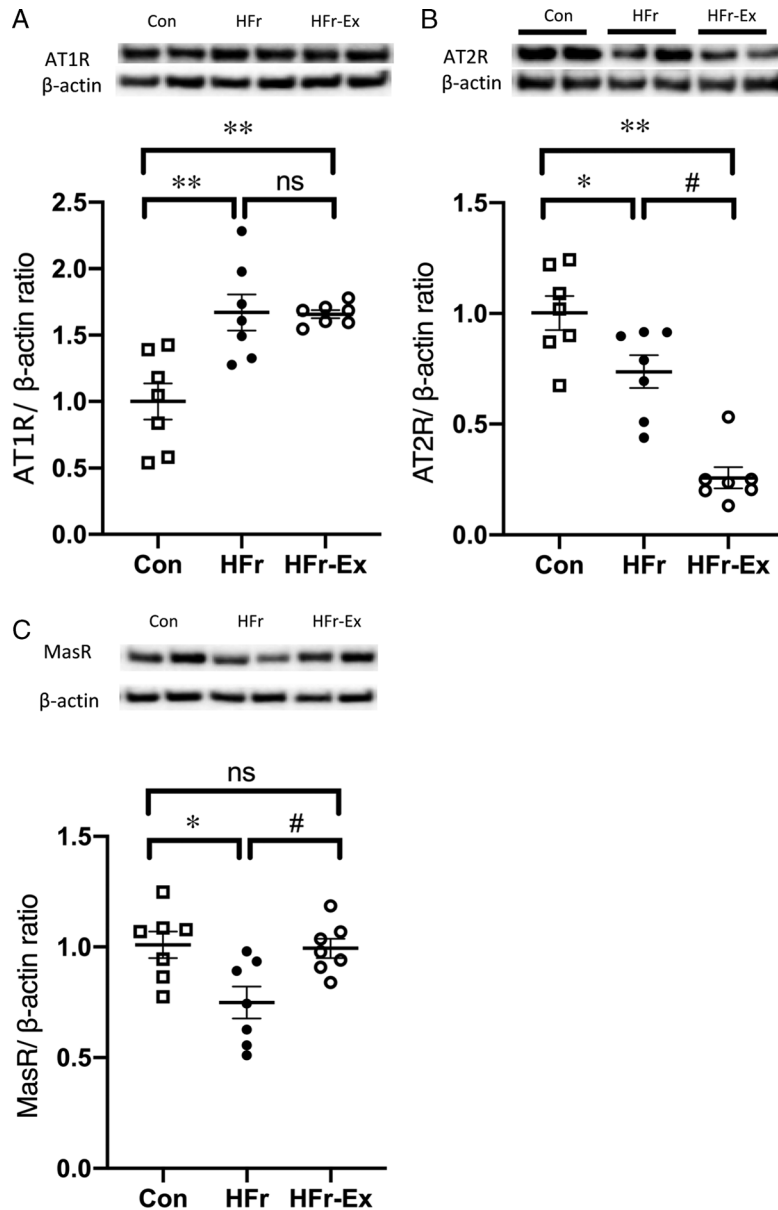 A
Con HFr HFr-Ex
AT1R
β-actin
**
** ns
AT1R/ β-actin ratio
2.5
2.0
1.5
1.0
0.5
0.0
Con HFr HFr-Ex
B
Con HFr HFr-Ex
AT2R
β-actin
**
* #
AT2R/ β-actin ratio
1.5
1.0
0.5
0.0
Con HFr HFr-Ex
C
Con HFr HFr-Ex
MasR
β-actin
ns
* #
MasR/ β-actin ratio
1.5
1.0
0.5
0.0
Con HFr HFr-Ex